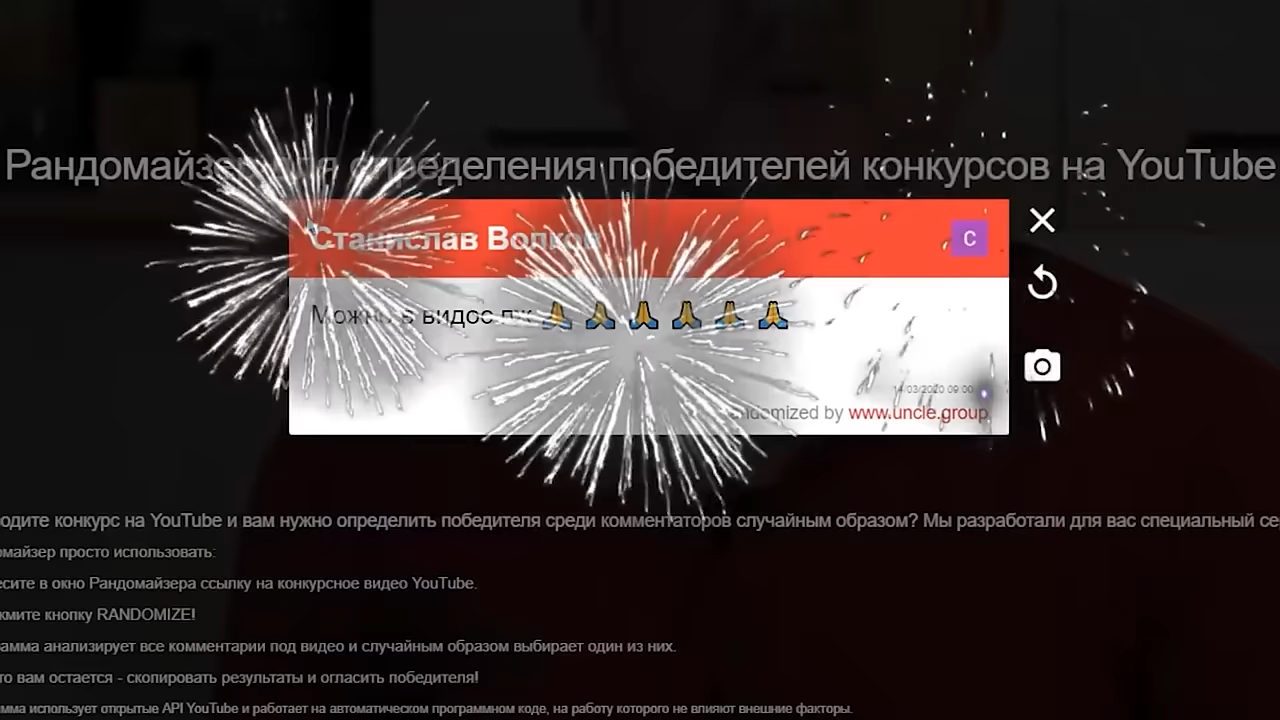 Рандомайзер для определения победителей конкурсов на YouTube
Станислав Волков
С
Можно в видос пж 🙏 🙏 🙏 🙏 🙏 🙏
14/03/2020 09:00
randomized by www.uncle.group
одите конкурс на YouTube и вам нужно определить победителя среди комментаторов случайным образом? Мы разработали для вас специальный се
омайзер просто использовать:
есите в окно Рандомайзера ссылку на конкурсное видео YouTube.
жмите кнопку RANDOMIZE!
амма анализирует все комментарии под видео и случайным образом выбирает один из них.
то вам остается - скопировать результаты и огласить победителя!
мма использует открытые API YouTube и работает на автоматическом программном коде, на работу которого не влияют внешние факторы.